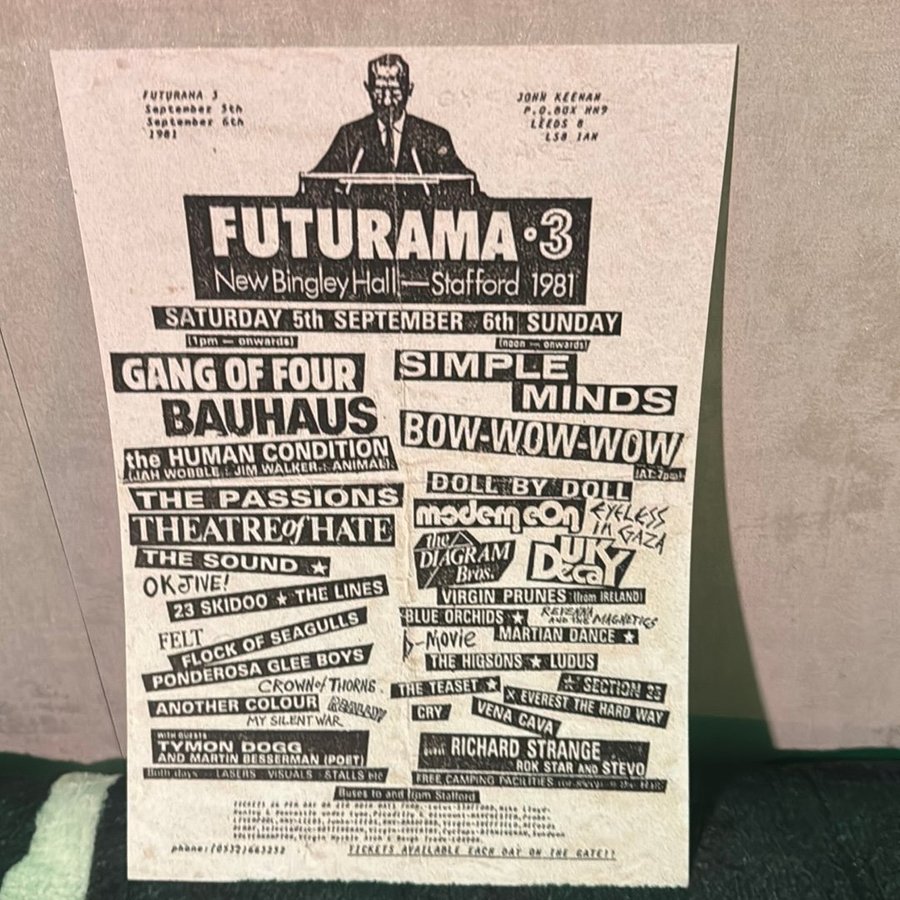 FUTURAMA 3
September 5th
September 6th
1981
JOHN KEENAN
P.O.BOX HH9
LEEDS 8
LS8 1AN
FUTURAMA·3
New Bingley Hall — Stafford 1981
SATURDAY 5th SEPTEMBER 6th SUNDAY
(1pm — onwards)
(noon — onwards)
GANG OF FOUR
BAUHAUS
the HUMAN CONDITION
(JAH WOBBLE : JIM WALKER : ANIMAL)
THE PASSIONS
THEATRE of HATE
THE SOUND ★
OK JIVE!
23 SKIDOO ★ THE LINES
FELT
FLOCK OF SEAGULLS
PONDEROSA GLEE BOYS
CROWN of THORNS
ANOTHER COLOUR
MY SILENT WAR
WITH GUESTS
TYMON DOGG
AND MARTIN BESSERMAN (POET)
SIMPLE
MINDS
BOW-WOW-WOW
(AT 7pm)
DOLL BY DOLL
modern eon
EYELESS
in GAZA
the
DIAGRAM
Bros.
UK
Decay
VIRGIN PRUNES (from IRELAND)
BLUE ORCHIDS ★
AND THE MAGNETICS
D-Movie
MARTIAN DANCE ★
THE HIGSONS ★ LUDUS
THE TEASET ★
★ SECTION 25
X EVEREST THE HARD WAY
CRY
VENA CAVA
RICHARD STRANGE
ROK STAR AND STEVO
Both days — LASERS VISUALS STALLS etc
FREE CAMPING FACILITIES
Buses to and from Stafford
phone:(0532)663252
TICKETS AVAILABLE EACH DAY ON THE GATE!!